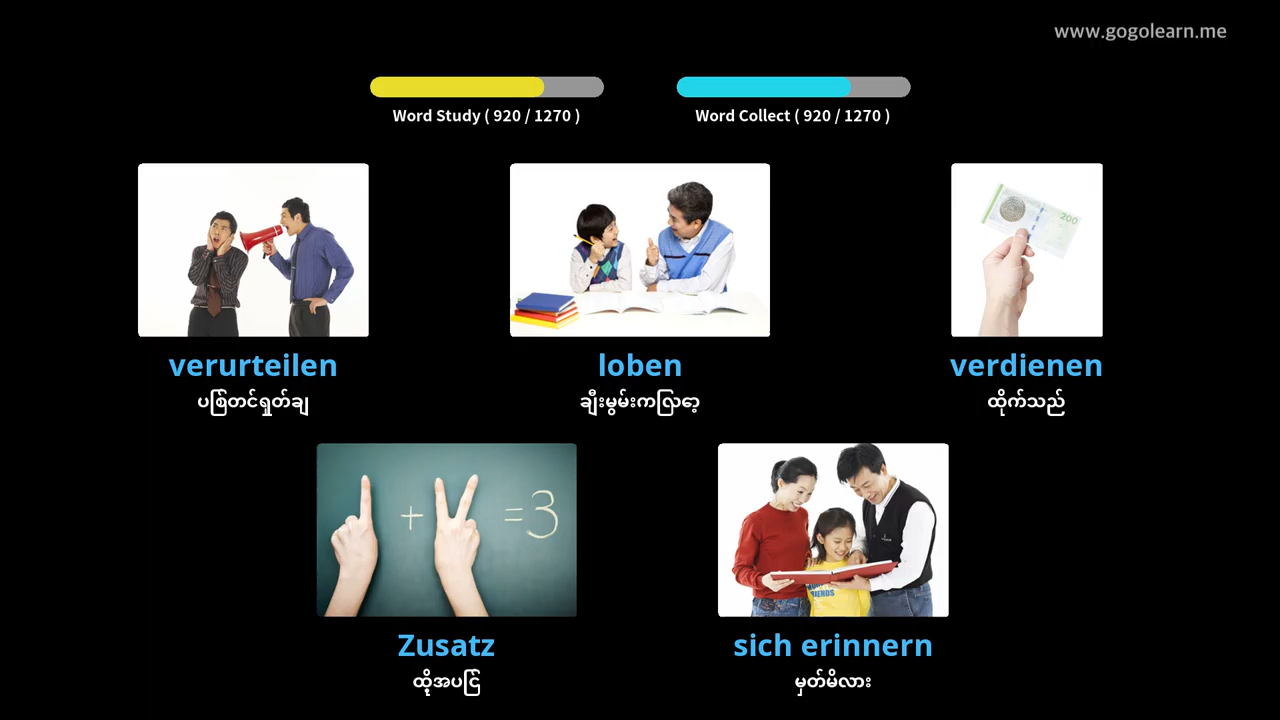 www.gogolearn.me
Word Study ( 920 / 1270 )
Word Collect ( 920 / 1270 )
verurteilen
ပစ်တင်ရှုတ်ချ
loben
ချီးမွမ်းကလြော့
verdienen
ထိုက်သည်
1 + = 3
Zusatz
ထို့အပြင်
sich erinnern
မှတ်မိလား